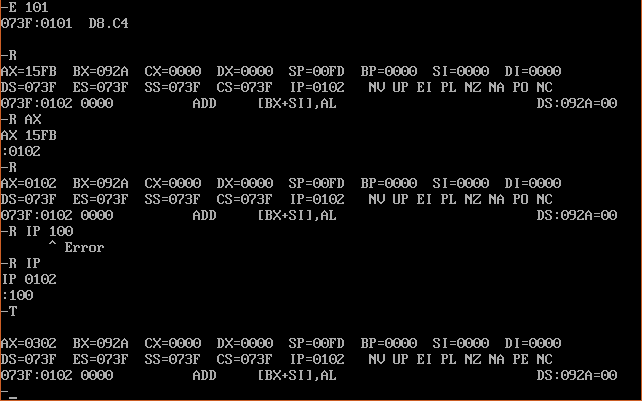 -E 101
073F:0101  D8.C4
-R
AX=15FB  BX=092A  CX=0000  DX=0000  SP=00FD  BP=0000  SI=0000  DI=0000
DS=073F  ES=073F  SS=073F  CS=073F  IP=0102   NV UP EI PL NZ NA PO NC
073F:0102 0000          ADD     [BX+SI],AL                         DS:092A=00
-R AX
AX 15FB
:0102
-R
AX=0102  BX=092A  CX=0000  DX=0000  SP=00FD  BP=0000  SI=0000  DI=0000
DS=073F  ES=073F  SS=073F  CS=073F  IP=0102   NV UP EI PL NZ NA PO NC
073F:0102 0000          ADD     [BX+SI],AL                         DS:092A=00
-R IP 100
      ^ Error
-R IP
IP 0102
:100
-T
AX=0302  BX=092A  CX=0000  DX=0000  SP=00FD  BP=0000  SI=0000  DI=0000
DS=073F  ES=073F  SS=073F  CS=073F  IP=0102   NV UP EI PL NZ NA PE NC
073F:0102 0000          ADD     [BX+SI],AL                         DS:092A=00
-_